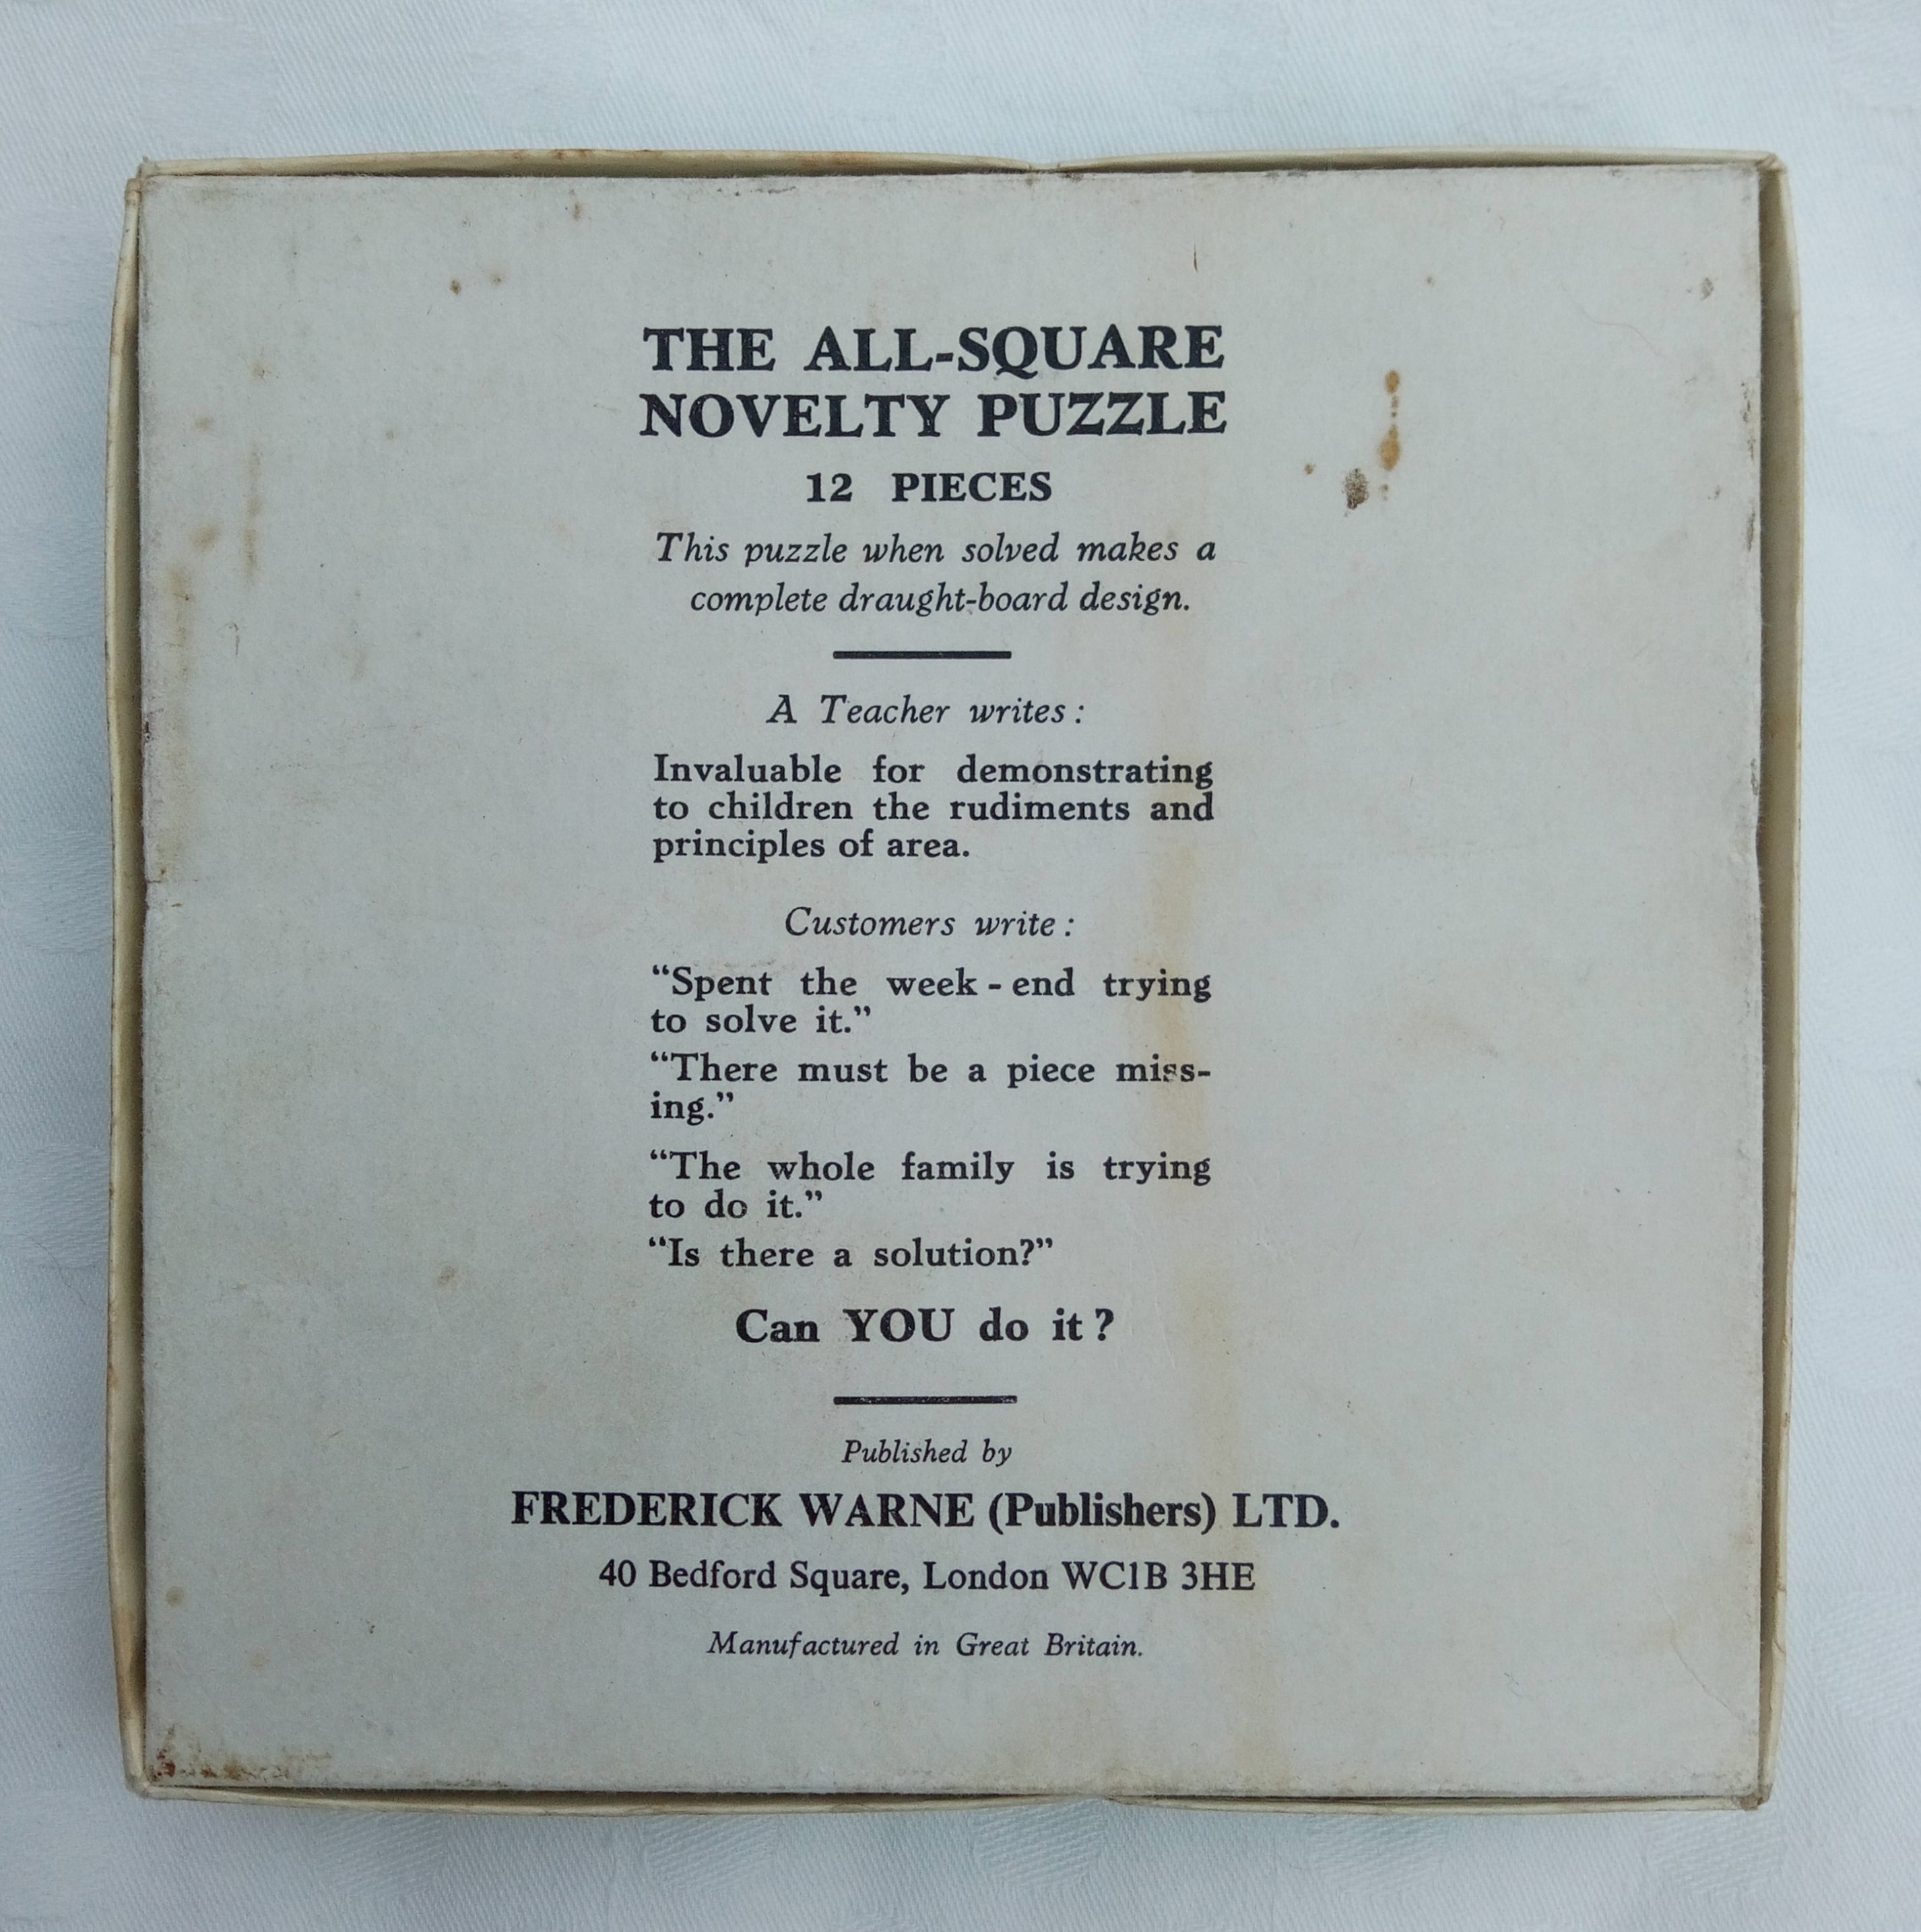 THE ALL-SQUARE
NOVELTY PUZZLE
12 PIECES
This puzzle when solved makes a
complete draught-board design.
A Teacher writes :
Invaluable for demonstrating
to children the rudiments and
principles of area.
Customers write :
“Spent the week - end trying
to solve it.”
“There must be a piece miss-
ing.”
“The whole family is trying
to do it.”
“Is there a solution?”
Can YOU do it ?
Published by
FREDERICK WARNE (Publishers) LTD.
40 Bedford Square, London WC1B 3HE
Manufactured in Great Britain.